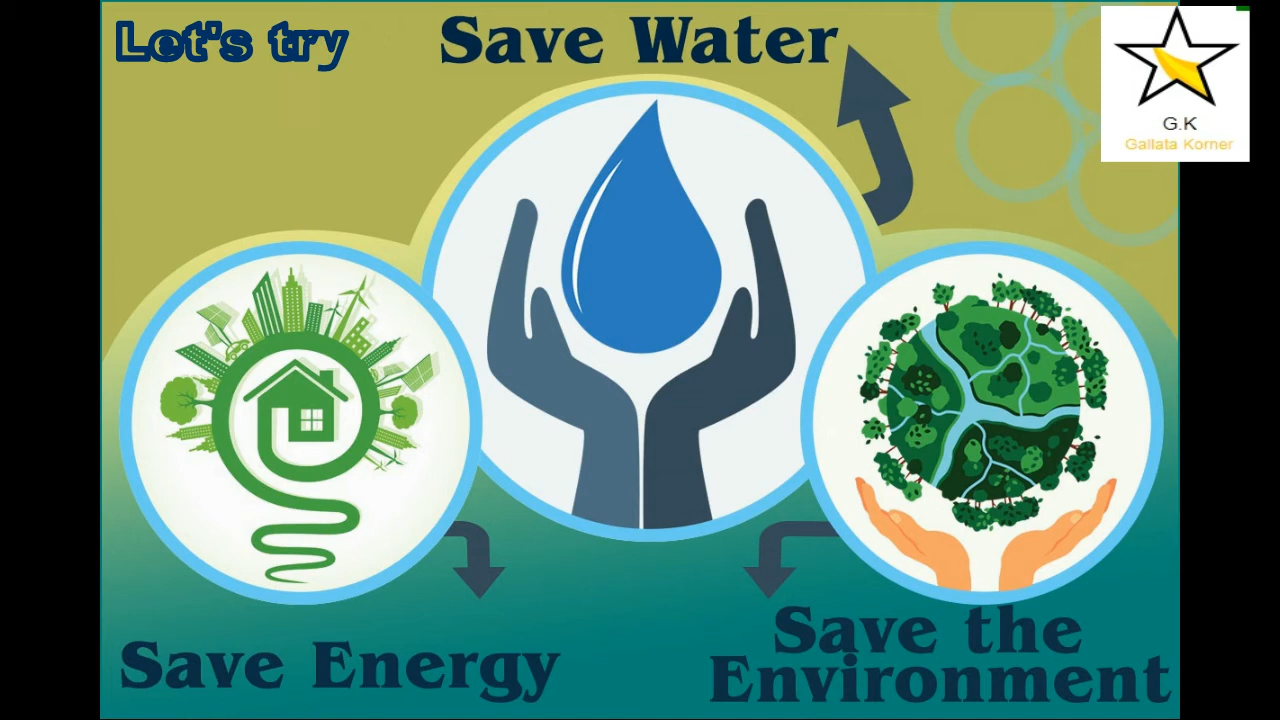 Let's try
Save Water
G.K
Gallata Korner
Save Energy
Save the
Environment